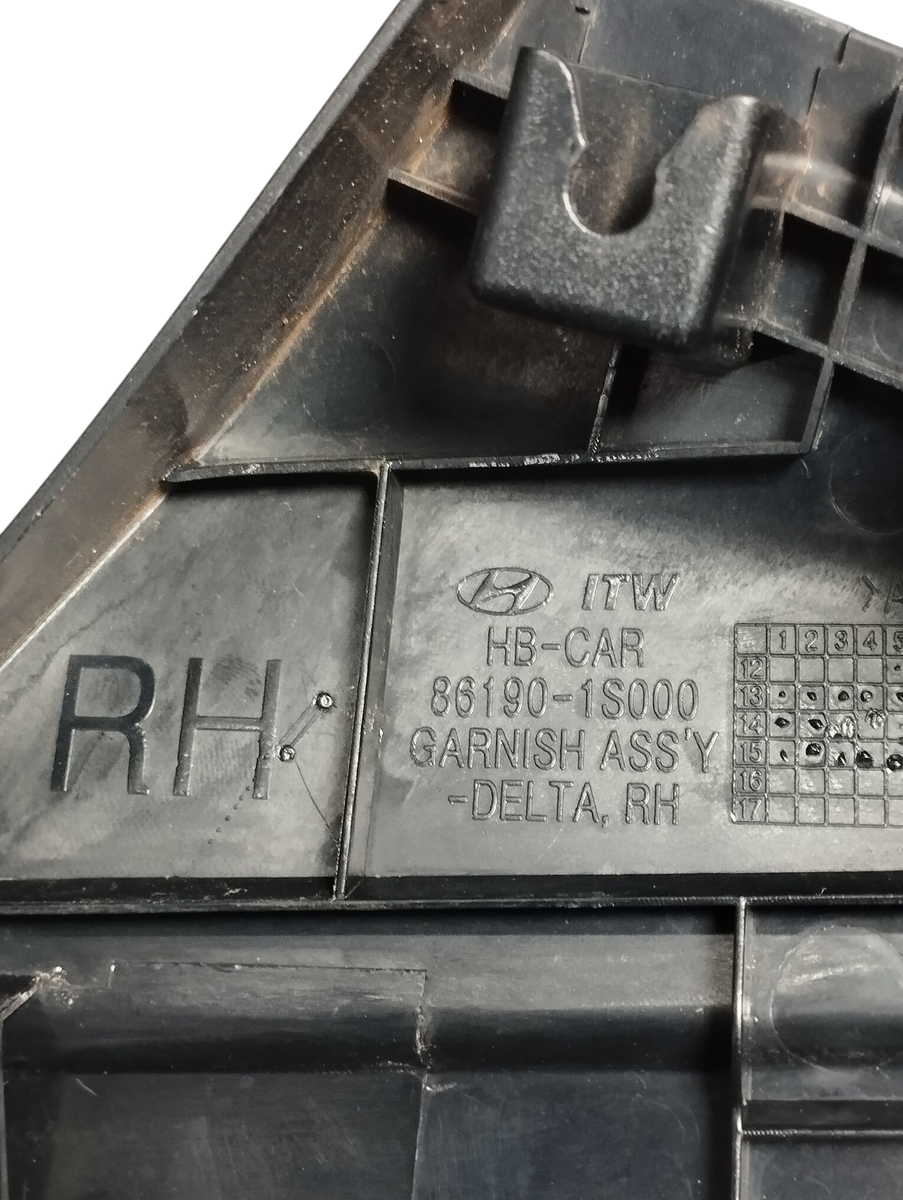 ITW
HB-CAR
RH
86190-1S000
GARNISH ASS'Y
-DELTA, RH
1 2 3 4 5
12
13
14
15
16
17